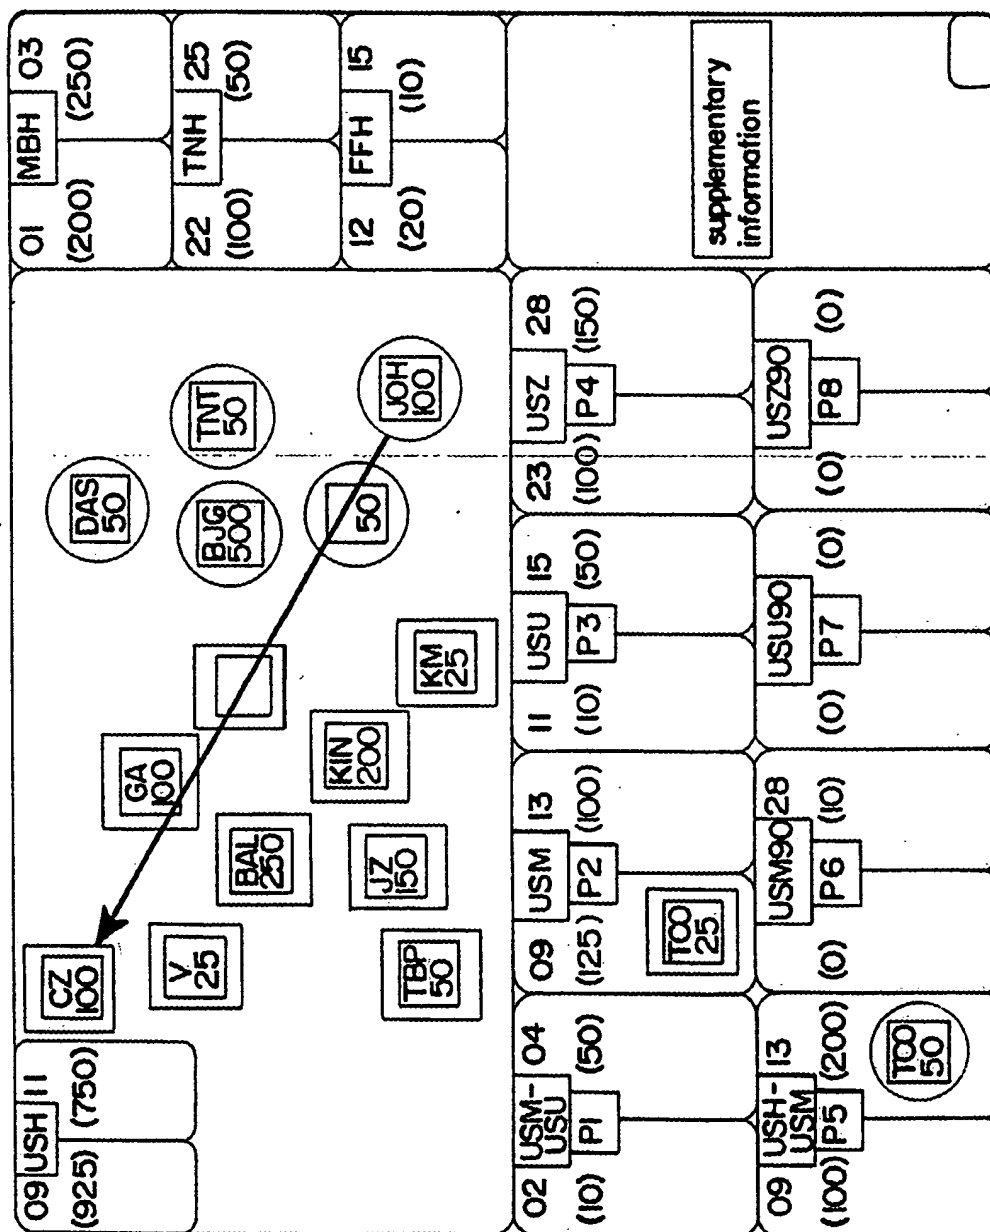 09 USH 11
(925) (750)
01 MBH 03
(200) (250)
22 TNH 25
(100) (50)
12 FFH 15
(20) (10)
CZ
100
V
25
TBP
50
GA
100
BAL
250
JZ
150
KIN
200
KM
25
DAS
50
BJG
500
TNT
50
50
JOH
100
02 USM-
USU 04
(10) P1 (50)
09 USM 13
(125) P2 (100)
TCO
25
11 USU 15
(10) P3 (50)
23 USZ 28
(100) P4 (150)
supplementary
information
09 USH-
USM 13
(100) P5 (200)
TCO
50
USM90 28
(0) P6 (10)
USU90
(0) P7 (0)
USZ90
(0) P8 (0)